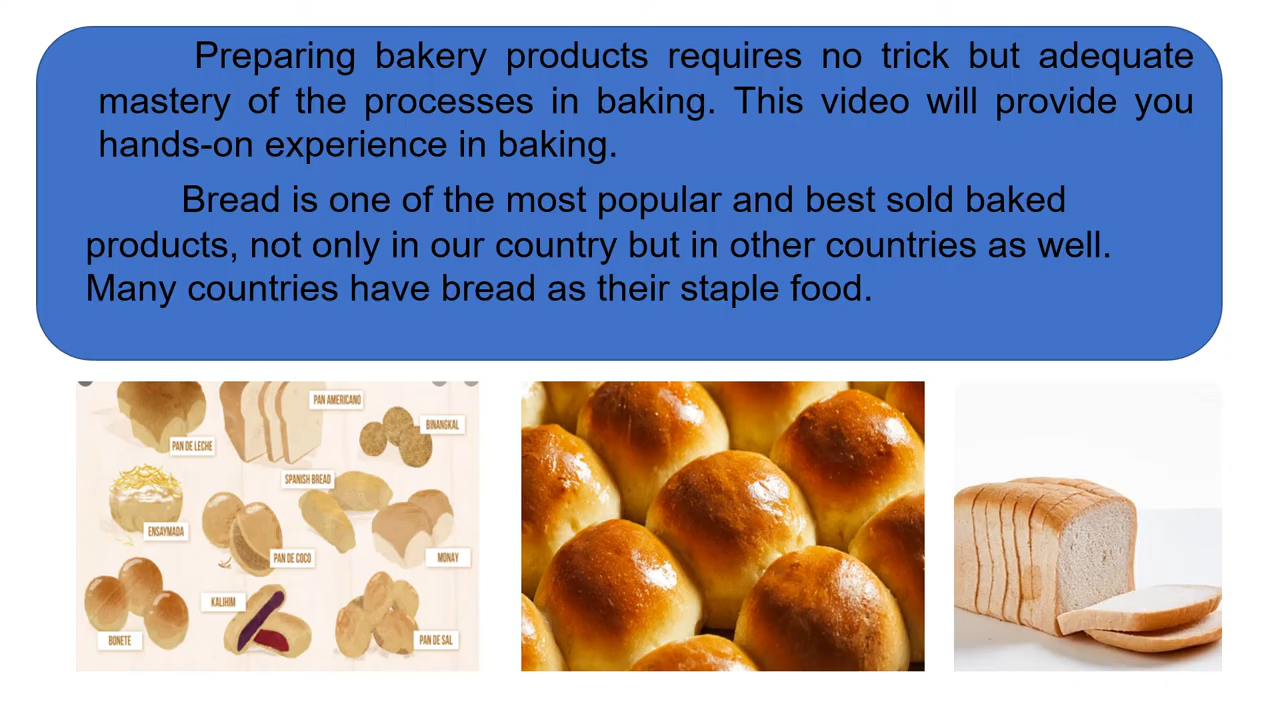 Preparing bakery products requires no trick but adequate
mastery of the processes in baking. This video will provide you
hands-on experience in baking.
Bread is one of the most popular and best sold baked
products, not only in our country but in other countries as well.
Many countries have bread as their staple food.
PAN AMERICANO
BINANGKAL
PAN DE LECHE
SPANISH BREAD
ENSAYMADA
PAN DE COCO
MONAY
KALIHIM
BONETE
PAN DE SAL